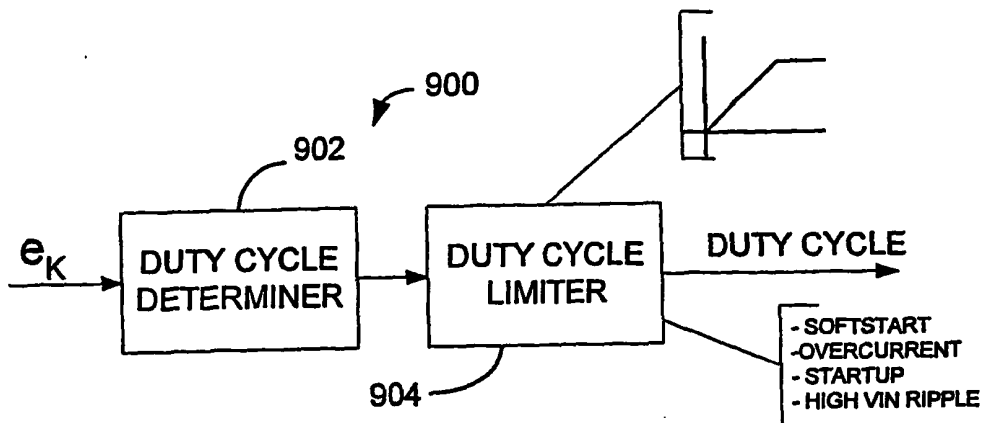 900
902
e_K
DUTY CYCLE
DETERMINER
DUTY CYCLE
LIMITER
DUTY CYCLE
904
- SOFTSTART
-OVERCURRENT
- STARTUP
- HIGH VIN RIPPLE